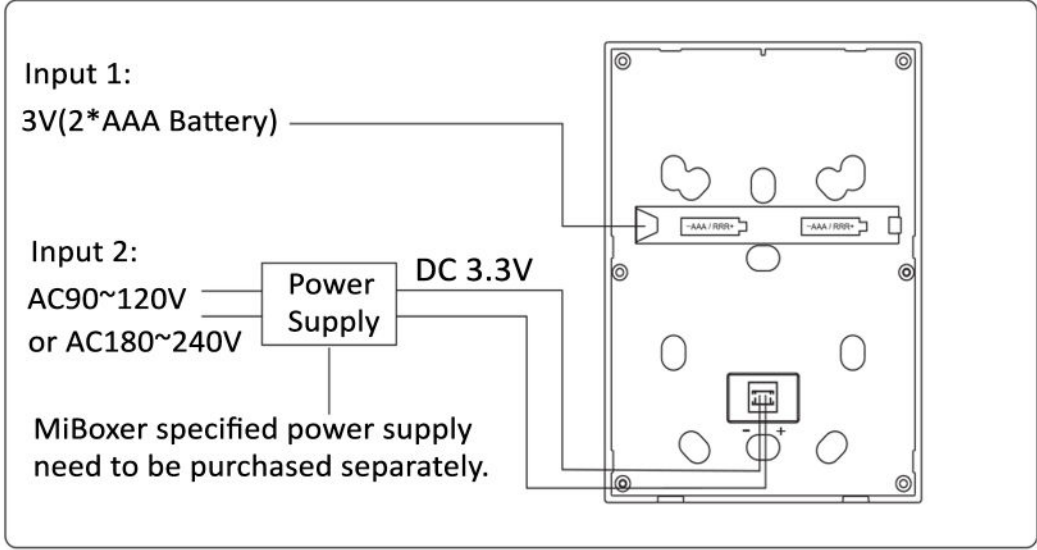 Input 1:
3V(2*AAA Battery)
-AAA / RRR+
-AAA / RRR+
Input 2:
AC90~120V
or AC180~240V
Power
Supply
DC 3.3V
MiBoxer specified power supply
need to be purchased separately.
- +